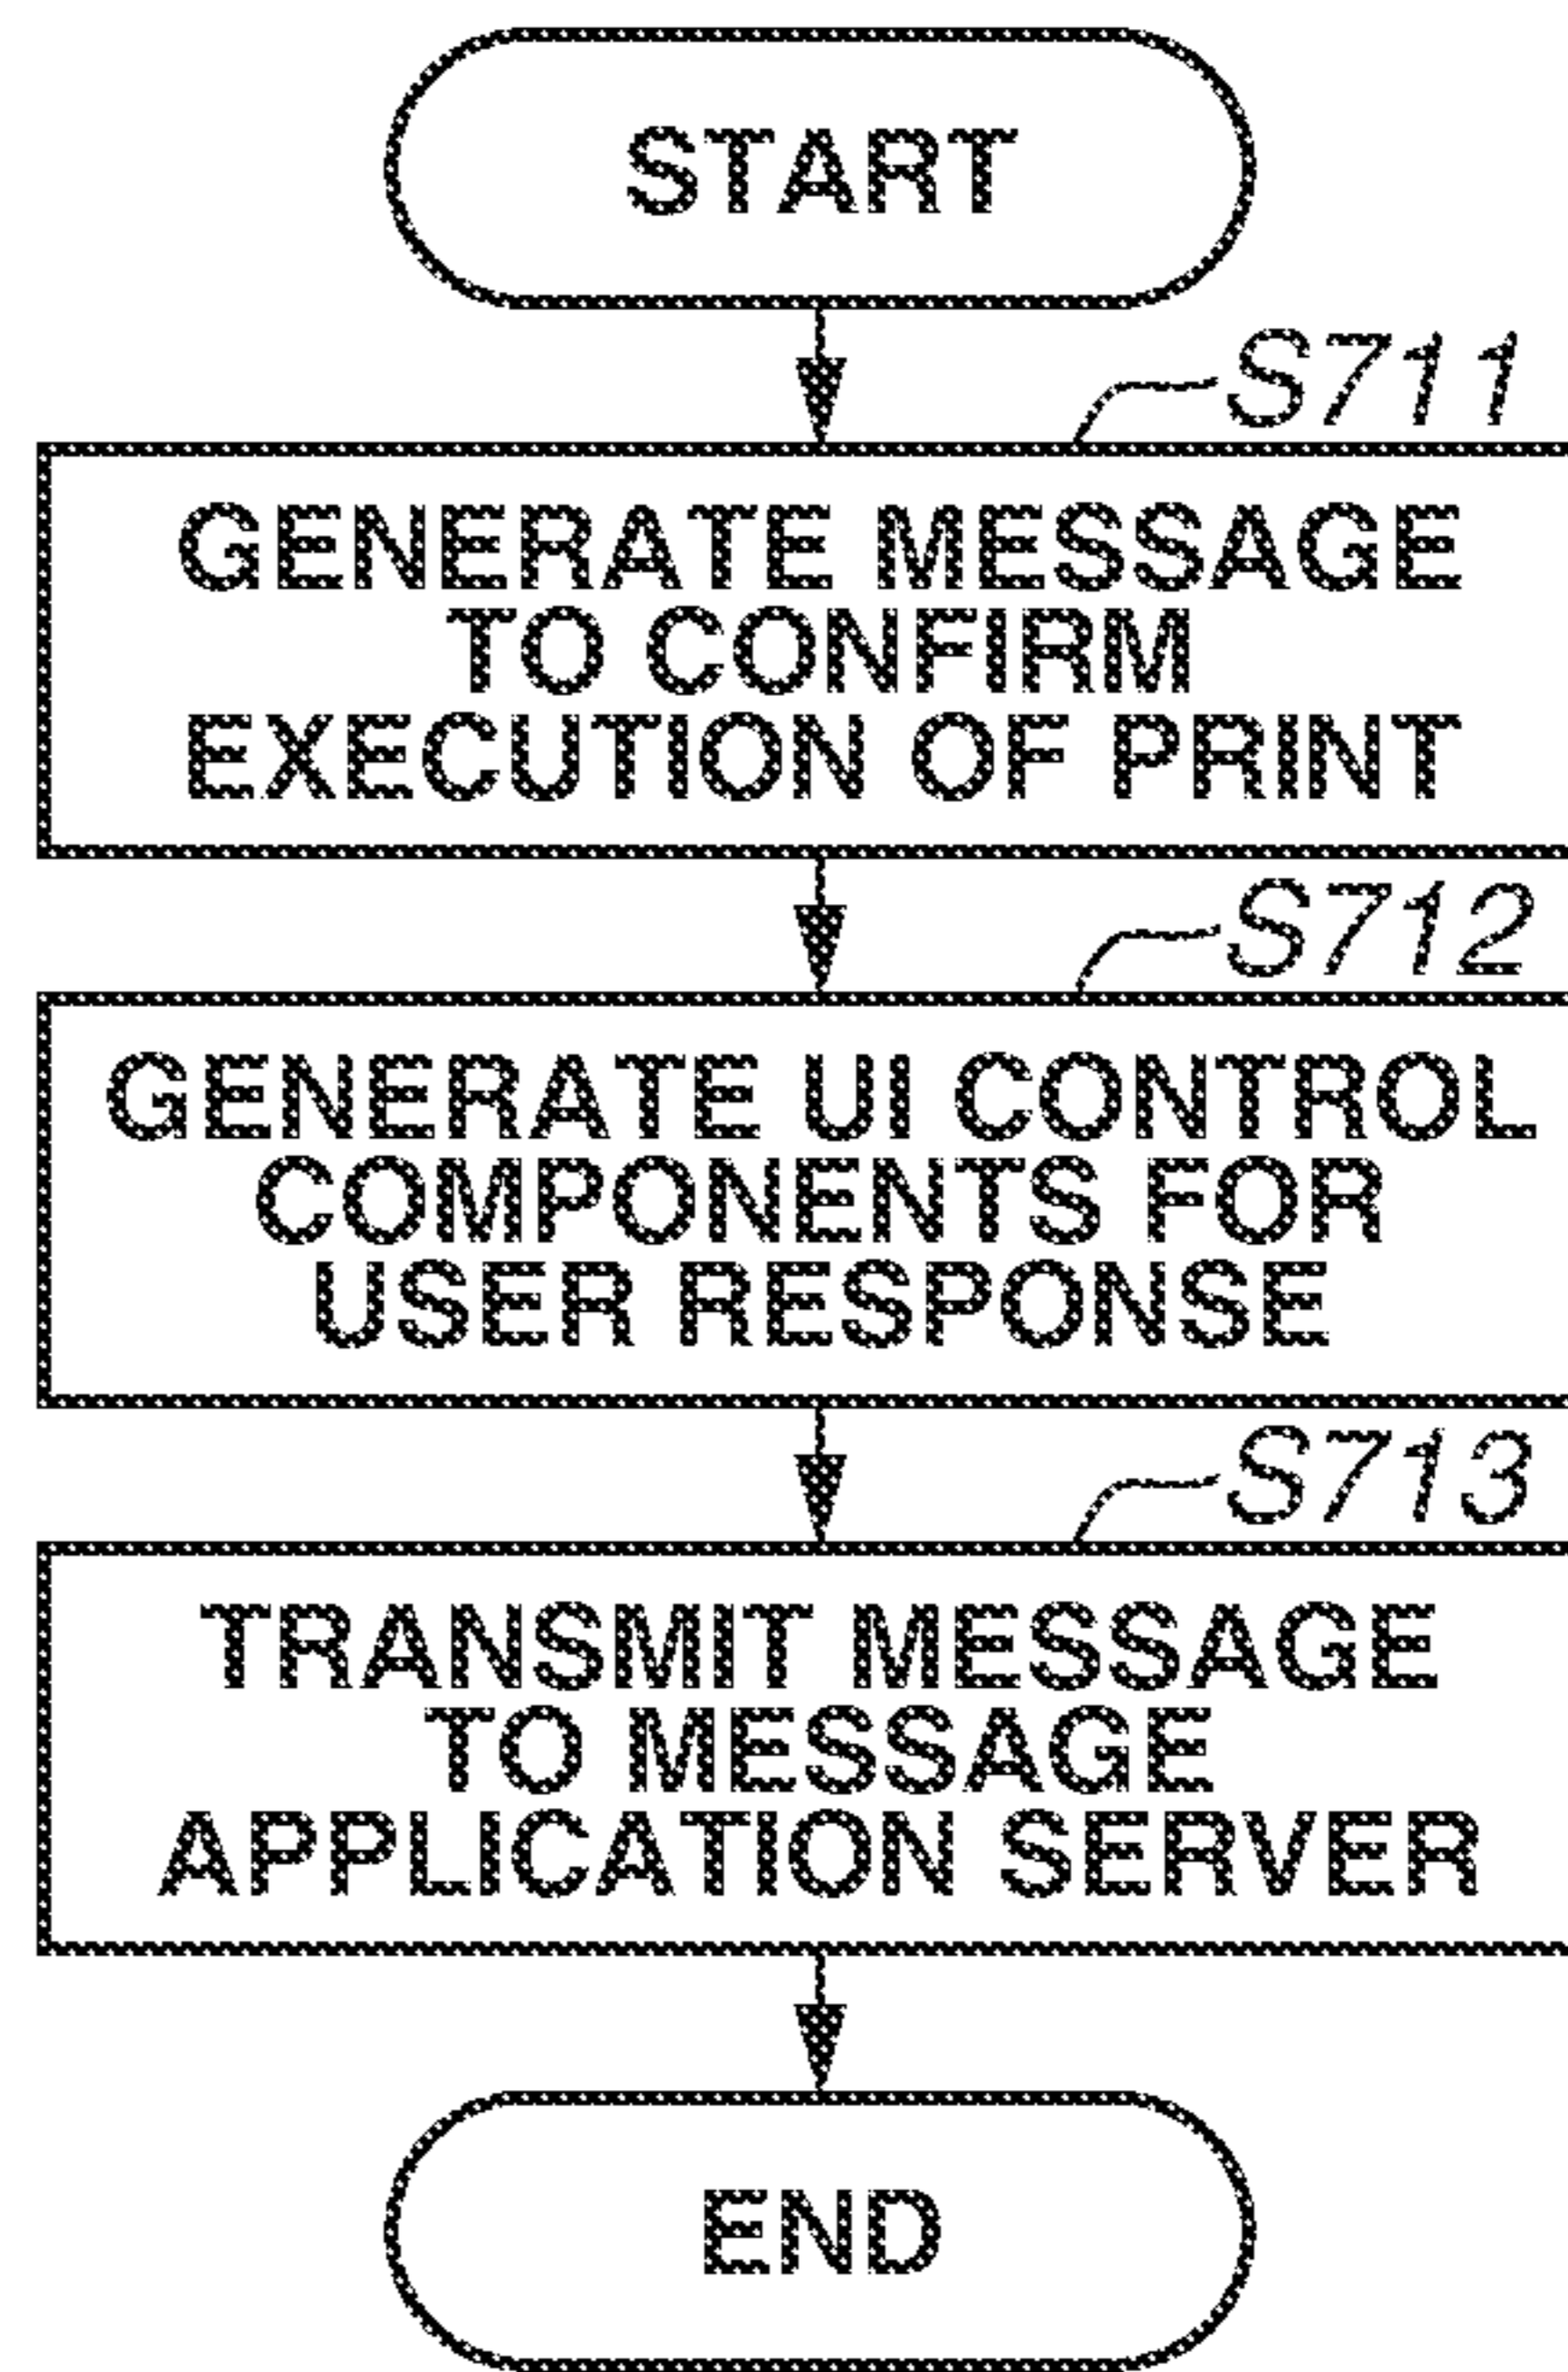 START
S711
GENERATE MESSAGE
TO CONFIRM
EXECUTION OF PRINT
S712
GENERATE UI CONTROL
COMPONENTS FOR
USER RESPONSE
S713
TRANSMIT MESSAGE
TO MESSAGE
APPLICATION SERVER
END